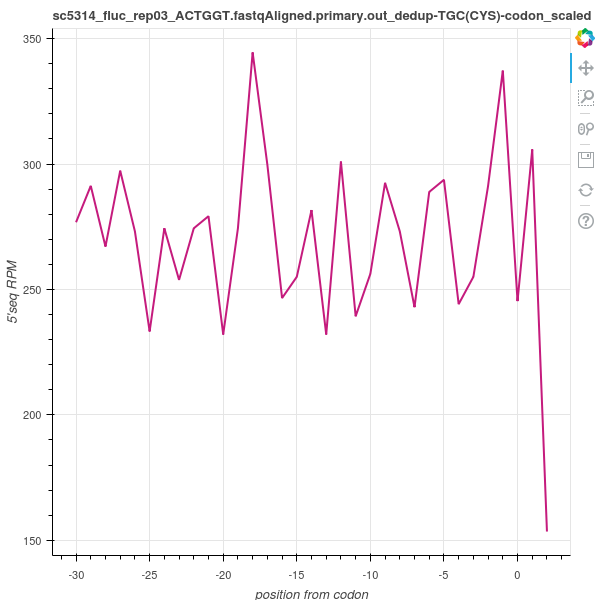 sc5314_fluc_rep03_ACTGGT.fastqAligned.primary.out_dedup-TGC(CYS)-codon_scaled
350
300
250
200
150
5'seq RPM
-30 -25 -20 -15 -10 -5 0
position from codon